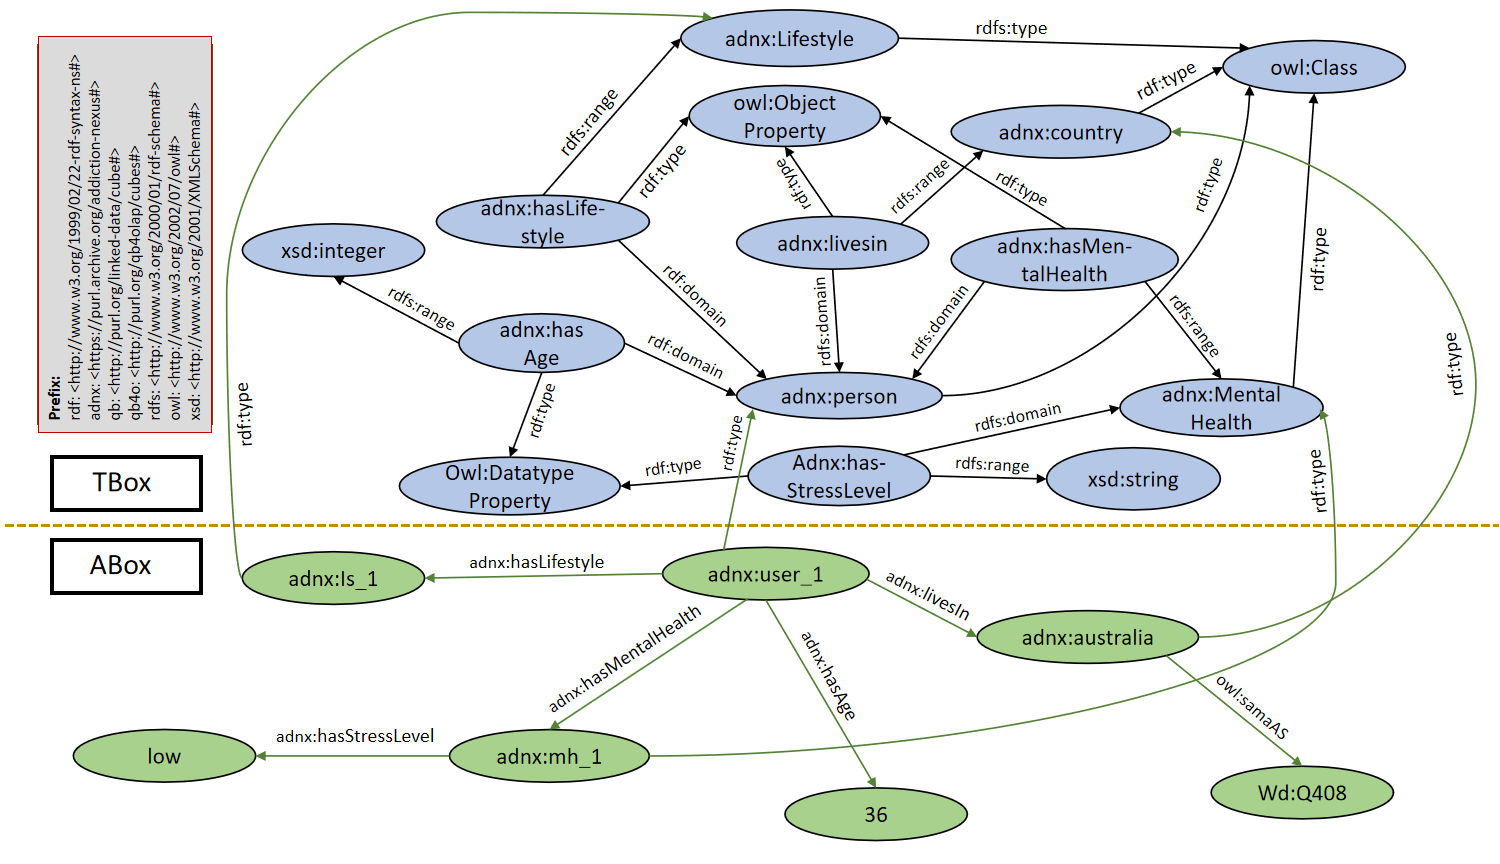 Prefix:
rdf: <http://www.w3.org/1999/02/22-rdf-syntax-ns#>
adnx: <https://purl.archive.org/addiction-nexus#>
qb: <http://purl.org/linked-data/cube#>
qb4o: <http://purl.org/qb4olap/cubes#>
rdfs: <http://www.w3.org/2000/01/rdf-schema#>
owl: <http://www.w3.org/2002/07/owl#>
xsd: <http://www.w3.org/2001/XMLSchema#>
TBox
ABox
adnx:Lifestyle
rdfs:type
owl:Class
rdf:type
owl:Object
Property
adnx:country
rdfs:range
rdf:type
rdf:type
rdfs:range
rdf:type
rdf:type
adnx:hasLife-
style
adnx:livesin
adnx:hasMen-
talHealth
rdf:type
xsd:integer
rdfs:range
rdf:domain
rdfs:domain
rdfs:domain
rdfs:range
adnx:has
Age
rdf:domain
adnx:person
adnx:Mental
Health
rdf:type
rdf:type
rdf:type
rdf:type
rdfs:domain
Owl:Datatype
Property
rdf:type
Adnx:has-
StressLevel
rdfs:range
xsd:string
rdf:type
adnx:ls_1
adnx:hasLifestyle
adnx:user_1
adnx:livesIn
adnx:australia
adnx:hasMentalHealth
adnx:hasAge
owl:samaAS
low
adnx:hasStressLevel
adnx:mh_1
36
Wd:Q408